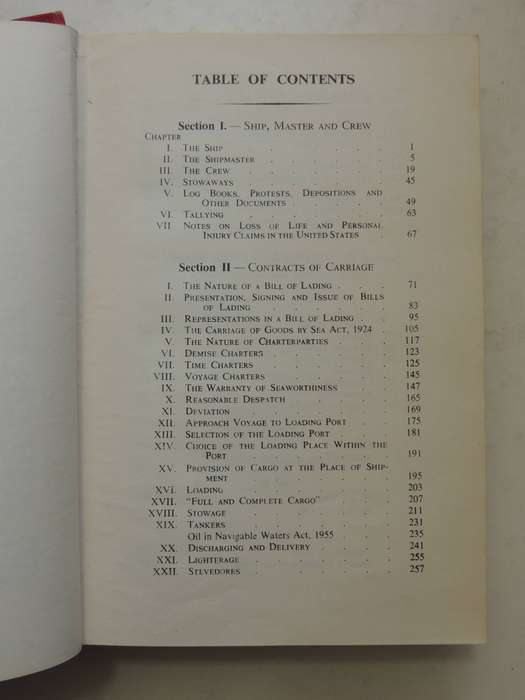 TABLE OF CONTENTS
Section I. — Ship, Master and Crew
Chapter
I. The Ship . . . . . . 1
II. The Shipmaster . . . . . 5
III. The Crew . . . . . . 19
IV. Stowaways . . . . . . 45
V. Log Books, Protests, Depositions and
Other Documents . . . . 49
VI. Tallying . . . . . . 63
VII Notes on Loss of Life and Personal
Injury Claims in the United States . 67
Section II — Contracts of Carriage
I. The Nature of a Bill of Lading . . . 71
II. Presentation, Signing and Issue of Bills
of Lading . . . . . 83
III. Representations in a Bill of Lading . . 95
IV. The Carriage of Goods by Sea Act, 1924 . 105
V. The Nature of Charterparties . . 117
VI. Demise Charters . . . . . 123
VII. Time Charters . . . . . 125
VIII. Voyage Charters . . . . . 145
IX. The Warranty of Seaworthiness . . 147
X. Reasonable Despatch . . . . 165
XI. Deviation . . . . . . 169
XII. Approach Voyage to Loading Port . . 175
XIII. Selection of the Loading Port . . . 181
XIV. Choice of the Loading Place Within the
Port . . . . . . 191
XV. Provision of Cargo at the Place of Ship-
ment . . . . . . 195
XVI. Loading . . . . . . 203
XVII. "Full and Complete Cargo" . . . 207
XVIII. Stowage . . . . . . 211
XIX. Tankers . . . . . . 231
Oil in Navigable Waters Act, 1955 . . 235
XX. Discharging and Delivery . . . 241
XXI. Lighterage . . . . . 255
XXII. Stevedores . . . . . 257